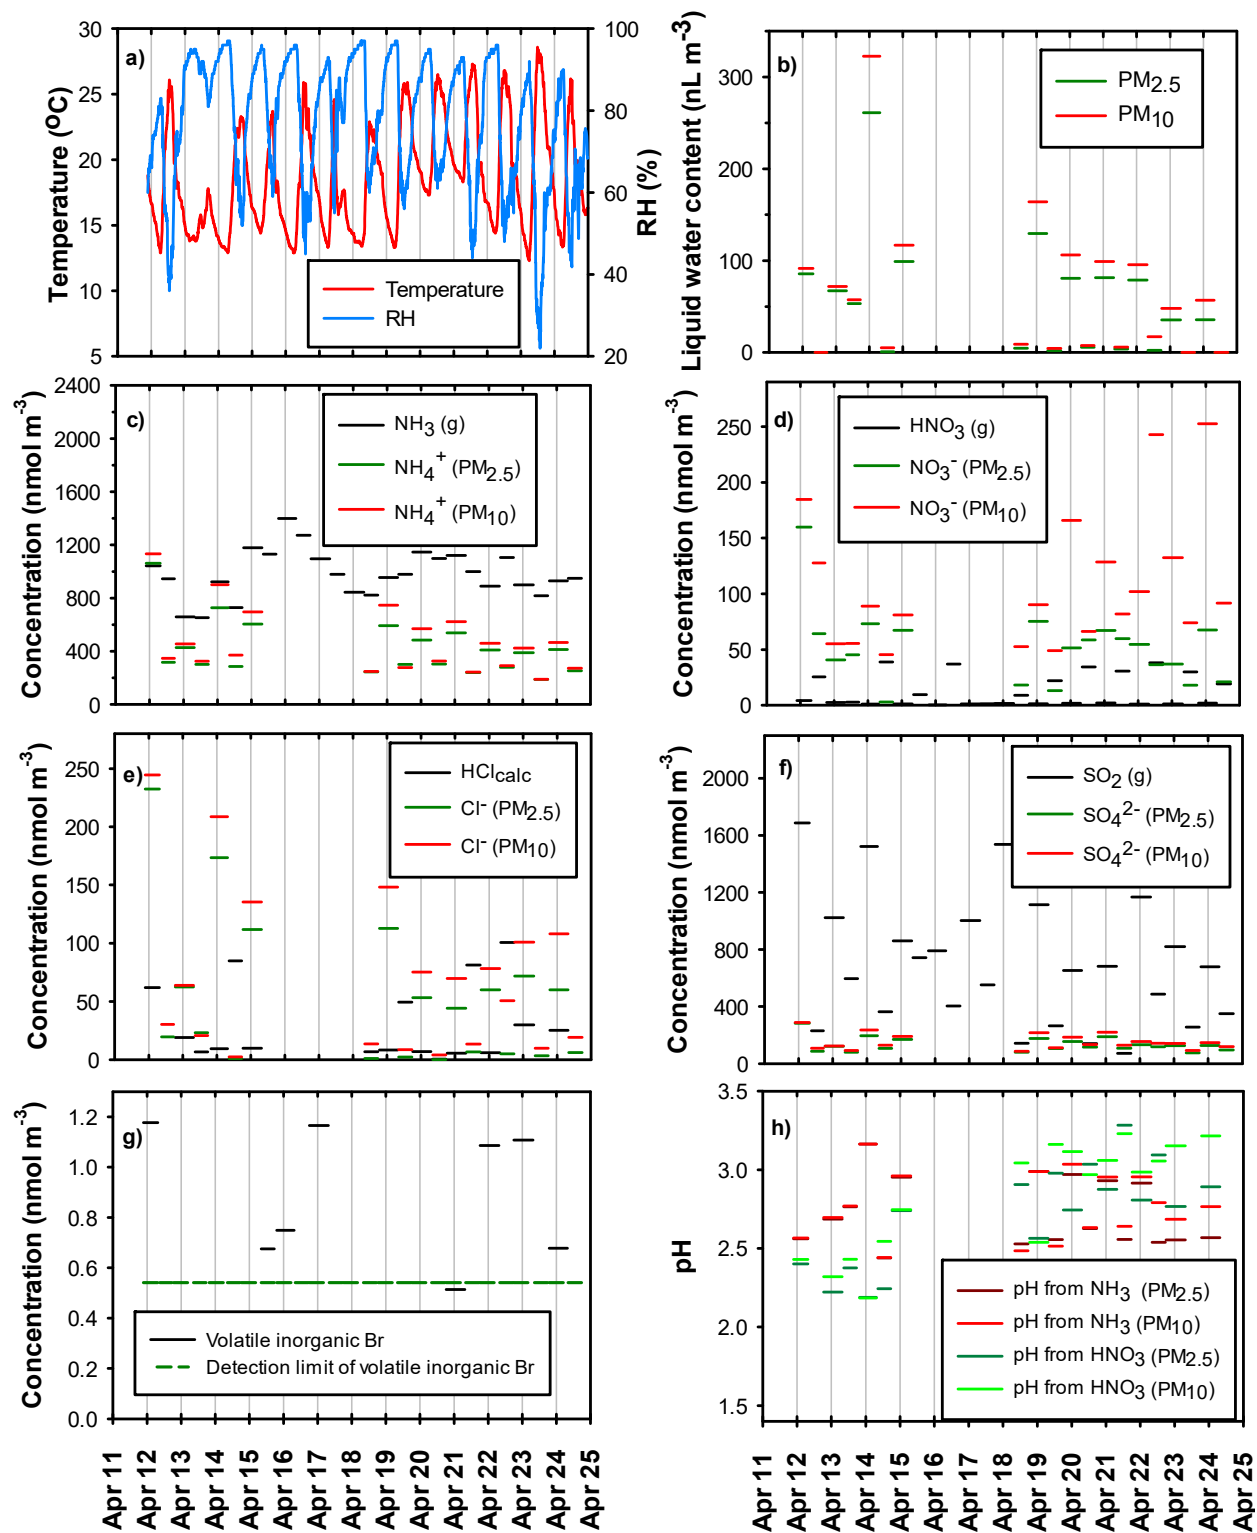 a)
30
25
20
15
10
5
Temperature (ºC)
100
80
60
40
20
RH (%)
Temperature
RH
b)
300
200
100
0
Liquid water content (nL m-3)
PM2.5
PM10
c)
2400
2000
1600
1200
800
400
0
Concentration (nmol m-3)
NH3 (g)
NH4+ (PM2.5)
NH4+ (PM10)
d)
250
200
150
100
50
0
Concentration (nmol m-3)
HNO3 (g)
NO3- (PM2.5)
NO3- (PM10)
e)
250
200
150
100
50
0
Concentration (nmol m-3)
HClcalc
Cl- (PM2.5)
Cl- (PM10)
f)
2000
1600
1200
800
400
0
Concentration (nmol m-3)
SO2 (g)
SO42- (PM2.5)
SO42- (PM10)
g)
1.2
1.0
0.8
0.6
0.4
0.2
0.0
Concentration (nmol m-3)
Volatile inorganic Br
Detection limit of volatile inorganic Br
Apr 11
Apr 12
Apr 13
Apr 14
Apr 15
Apr 16
Apr 17
Apr 18
Apr 19
Apr 20
Apr 21
Apr 22
Apr 23
Apr 24
Apr 25
h)
3.5
3.0
2.5
2.0
1.5
pH
pH from NH3 (PM2.5)
pH from NH3 (PM10)
pH from HNO3 (PM2.5)
pH from HNO3 (PM10)
Apr 11
Apr 12
Apr 13
Apr 14
Apr 15
Apr 16
Apr 17
Apr 18
Apr 19
Apr 20
Apr 21
Apr 22
Apr 23
Apr 24
Apr 25